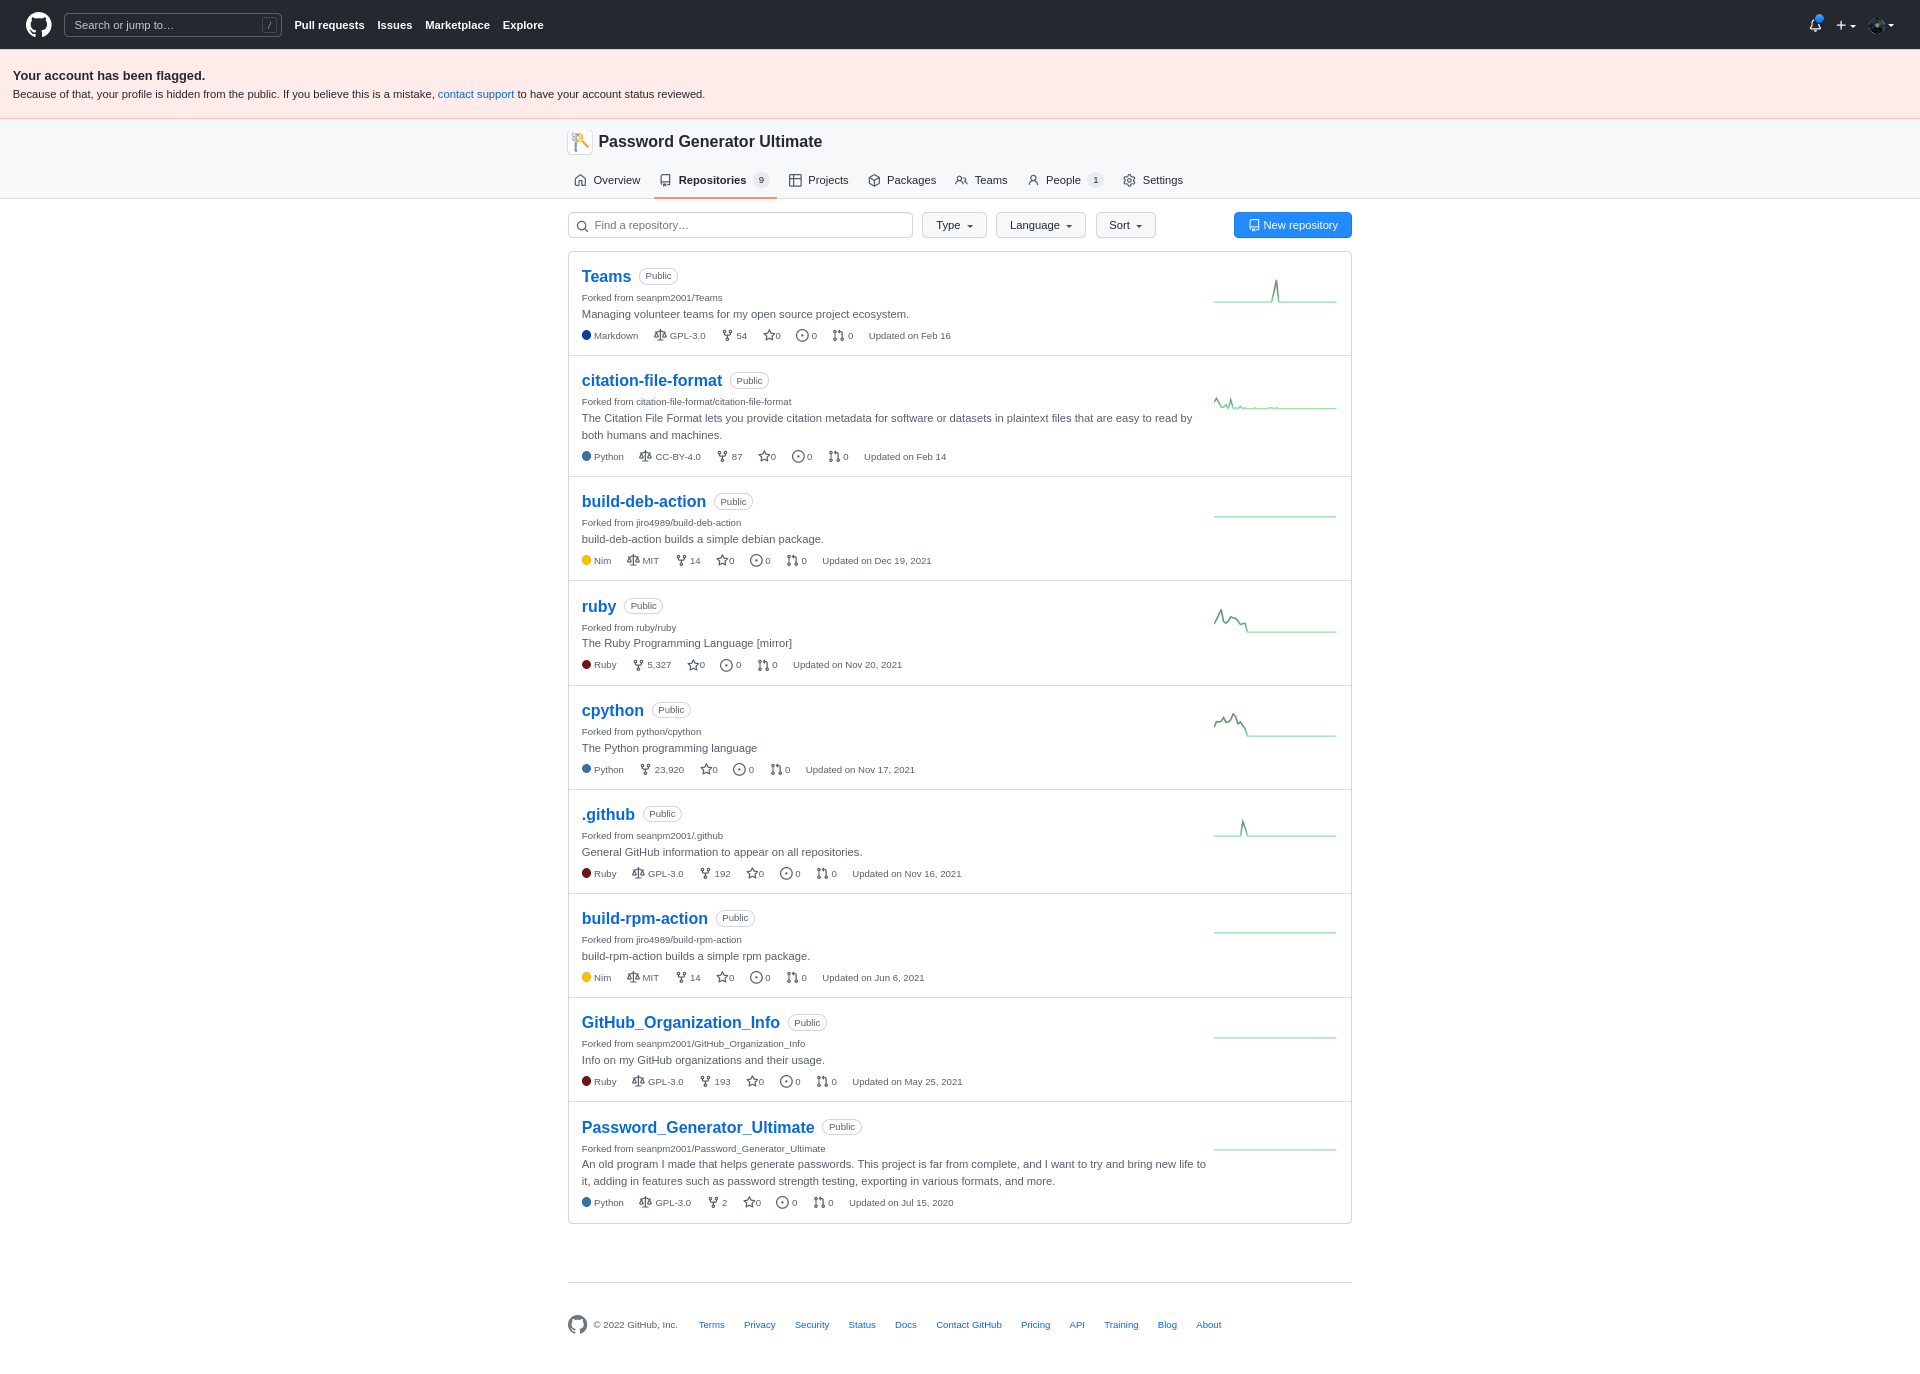 Search or jump to… /
Pull requests Issues Marketplace Explore
Your account has been flagged.
Because of that, your profile is hidden from the public. If you believe this is a mistake, contact support to have your account status reviewed.
Password Generator Ultimate
Overview Repositories 9 Projects Packages Teams People 1 Settings
Find a repository… Type Language Sort New repository
Teams Public
Forked from seanpm2001/Teams
Managing volunteer teams for my open source project ecosystem.
Markdown GPL-3.0 54 0 0 0 Updated on Feb 16
citation-file-format Public
Forked from citation-file-format/citation-file-format
The Citation File Format lets you provide citation metadata for software or datasets in plaintext files that are easy to read by
both humans and machines.
Python CC-BY-4.0 87 0 0 0 Updated on Feb 14
build-deb-action Public
Forked from jiro4989/build-deb-action
build-deb-action builds a simple debian package.
Nim MIT 14 0 0 0 Updated on Dec 19, 2021
ruby Public
Forked from ruby/ruby
The Ruby Programming Language [mirror]
Ruby 5,327 0 0 0 Updated on Nov 20, 2021
cpython Public
Forked from python/cpython
The Python programming language
Python 23,920 0 0 0 Updated on Nov 17, 2021
.github Public
Forked from seanpm2001/.github
General GitHub information to appear on all repositories.
Ruby GPL-3.0 192 0 0 0 Updated on Nov 16, 2021
build-rpm-action Public
Forked from jiro4989/build-rpm-action
build-rpm-action builds a simple rpm package.
Nim MIT 14 0 0 0 Updated on Jun 6, 2021
GitHub_Organization_Info Public
Forked from seanpm2001/GitHub_Organization_Info
Info on my GitHub organizations and their usage.
Ruby GPL-3.0 193 0 0 0 Updated on May 25, 2021
Password_Generator_Ultimate Public
Forked from seanpm2001/Password_Generator_Ultimate
An old program I made that helps generate passwords. This project is far from complete, and I want to try and bring new life to
it, adding in features such as password strength testing, exporting in various formats, and more.
Python GPL-3.0 2 0 0 0 Updated on Jul 15, 2020
© 2022 GitHub, Inc. Terms Privacy Security Status Docs Contact GitHub Pricing API Training Blog About